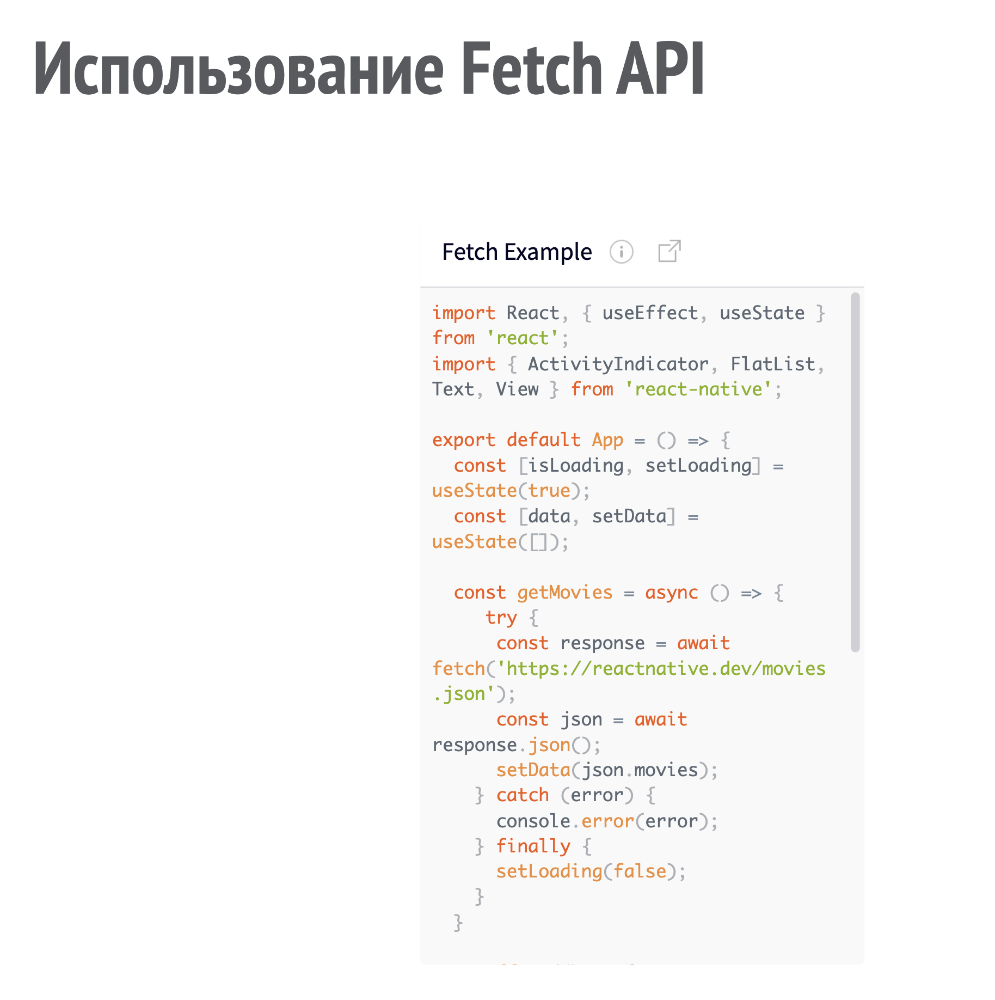 Использование Fetch API
Fetch Example
import React, { useEffect, useState }
from 'react';
import { ActivityIndicator, FlatList,
Text, View } from 'react-native';
export default App = () => {
const [isLoading, setLoading] =
useState(true);
const [data, setData] =
useState([]);
const getMovies = async () => {
try {
const response = await
fetch('https://reactnative.dev/movies
.json');
const json = await
response.json();
setData(json.movies);
} catch (error) {
console.error(error);
} finally {
setLoading(false);
}
}